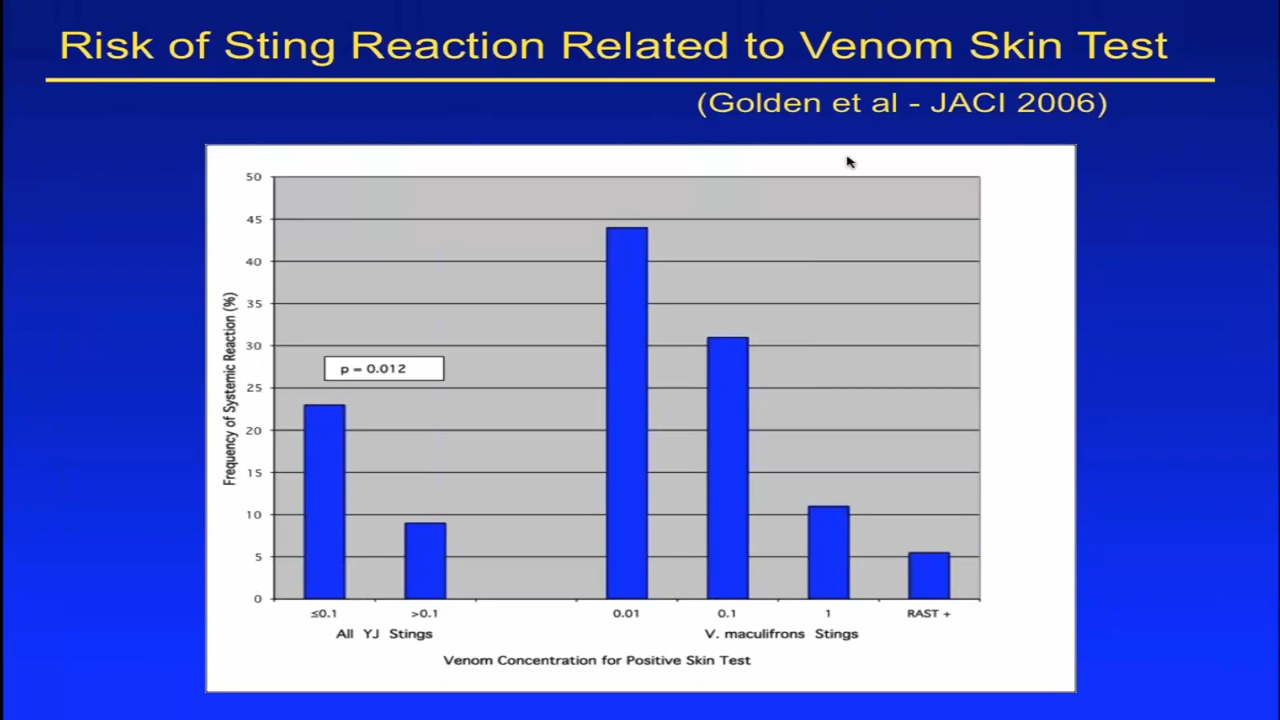 Risk of Sting Reaction Related to Venom Skin Test
(Golden et al - JACI 2006)
50
45
40
35
30
25
20
15
10
5
0
Frequency of Systemic Reaction (%)
p = 0.012
≤0.1 >0.1 0.01 0.1 1 RAST +
All YJ Stings V. maculifrons Stings
Venom Concentration for Positive Skin Test